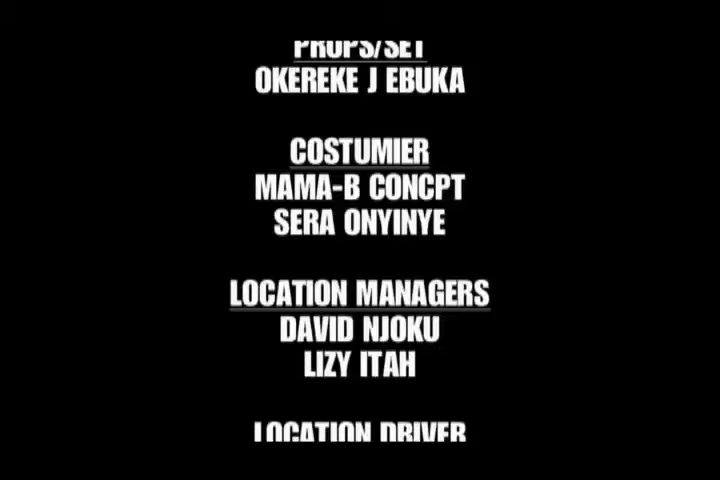 PROPS/SET
OKEREKE J EBUKA
COSTUMIER
MAMA-B CONCPT
SERA ONYINYE
LOCATION MANAGERS
DAVID NJOKU
LIZY ITAH
LOCATION DRIVER